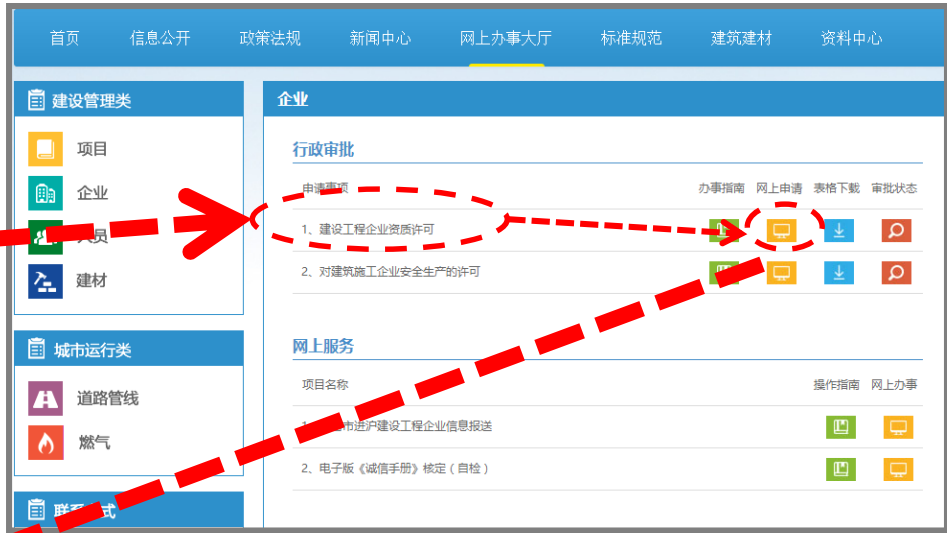 首页 信息公开 政策法规 新闻中心 网上办事大厅 标准规范 建筑建材 资料中心
建设管理类
项目
企业
人员
建材
城市运行类
道路管线
燃气
企业
行政审批
申请事项 办事指南 网上申请 表格下载 审批状态
1、建设工程企业资质许可
2、对建筑施工企业安全生产的许可
网上服务
项目名称 操作指南 网上办事
市进沪建设工程企业信息报送
2、电子版《诚信手册》核定（自检）